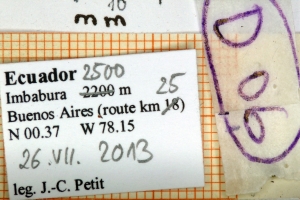 10
mm
Ecuador 2500
Imbabura 2200 m
Buenos Aires (route km 18) 25
N 00.37 W 78.15
26.VII. 2013
leg. J.-C. Petit